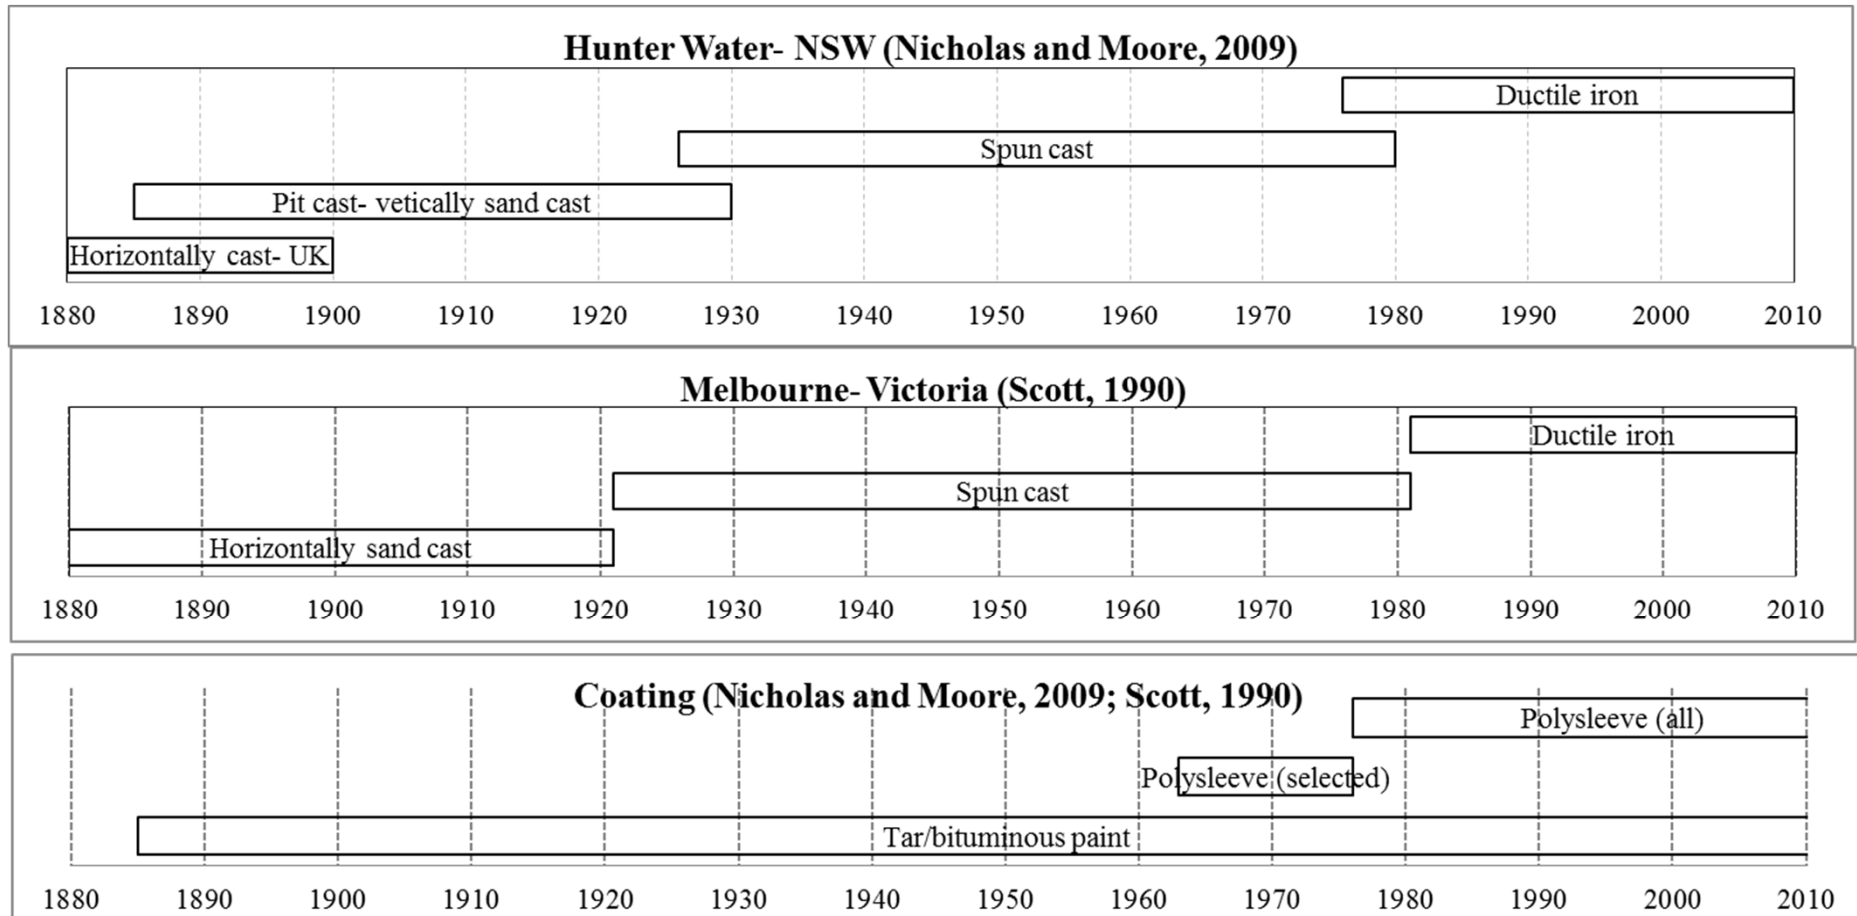 Hunter Water- NSW (Nicholas and Moore, 2009)
Ductile iron
Spun cast
Pit cast- vetically sand cast
Horizontally cast- UK
1880 1890 1900 1910 1920 1930 1940 1950 1960 1970 1980 1990 2000 2010
Melbourne- Victoria (Scott, 1990)
Ductile iron
Spun cast
Horizontally sand cast
1880 1890 1900 1910 1920 1930 1940 1950 1960 1970 1980 1990 2000 2010
Coating (Nicholas and Moore, 2009; Scott, 1990)
Polysleeve (all)
Polysleeve (selected)
Tar/bituminous paint
1880 1890 1900 1910 1920 1930 1940 1950 1960 1970 1980 1990 2000 2010